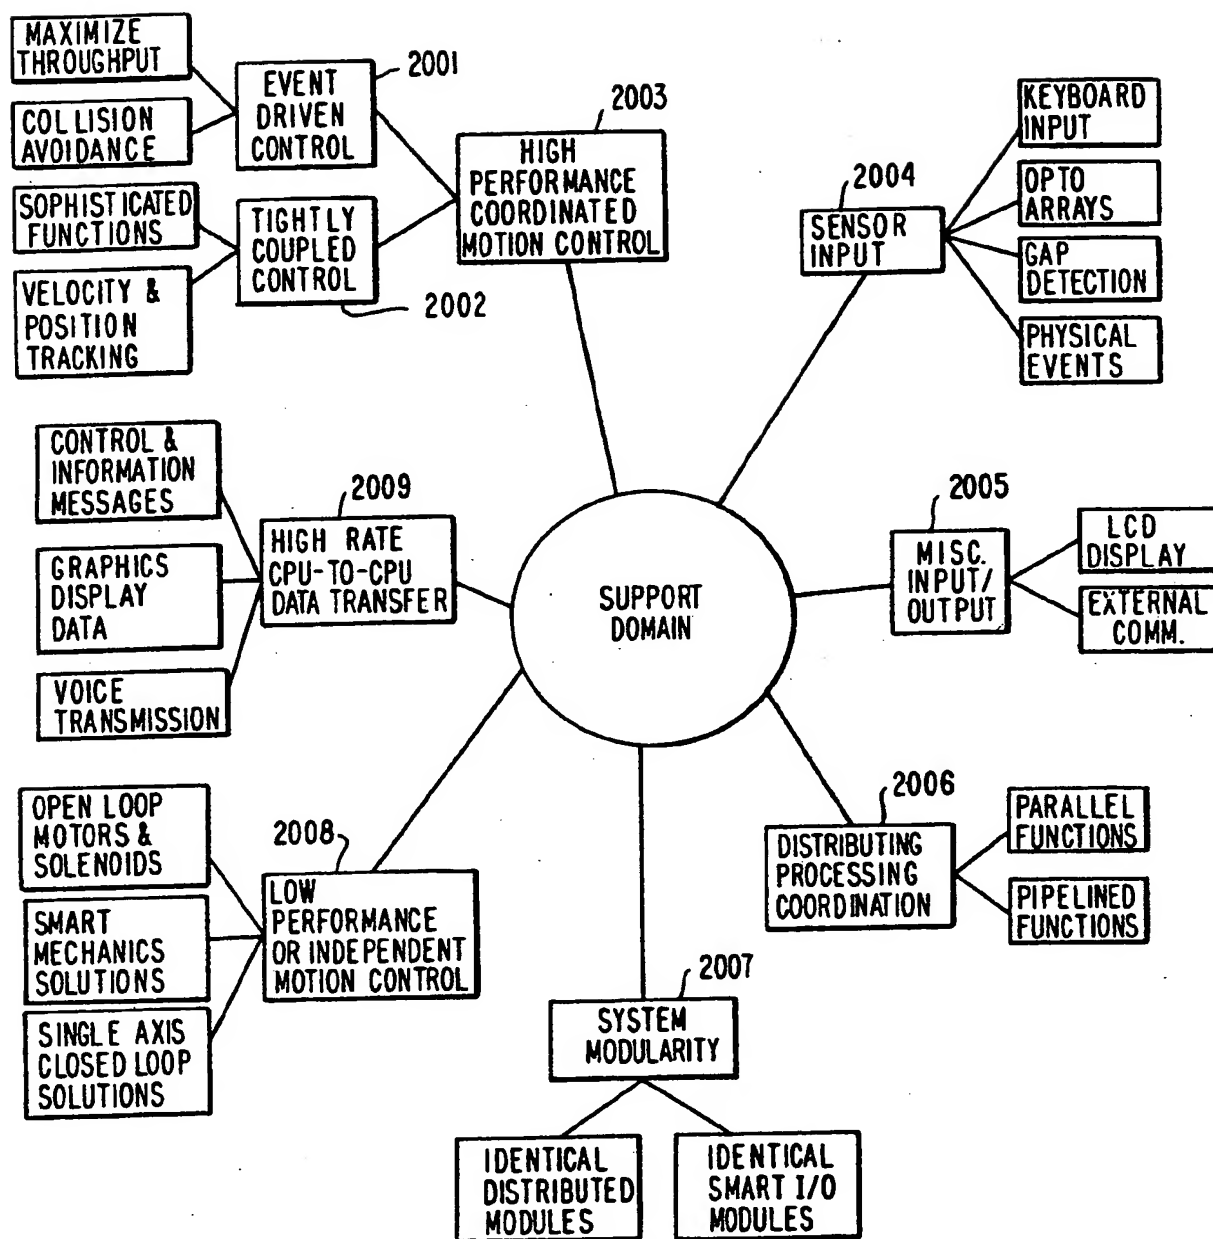 MAXIMIZE
THROUGHPUT
COLLISION
AVOIDANCE
EVENT
DRIVEN
CONTROL
2001
SOPHISTICATED
FUNCTIONS
VELOCITY &
POSITION
TRACKING
TIGHTLY
COUPLED
CONTROL
2002
2003
HIGH
PERFORMANCE
COORDINATED
MOTION CONTROL
2004
SENSOR
INPUT
KEYBOARD
INPUT
OPTO
ARRAYS
GAP
DETECTION
PHYSICAL
EVENTS
CONTROL &
INFORMATION
MESSAGES
GRAPHICS
DISPLAY
DATA
VOICE
TRANSMISSION
2009
HIGH RATE
CPU-TO-CPU
DATA TRANSFER
SUPPORT
DOMAIN
2005
MISC.
INPUT/
OUTPUT
LCD
DISPLAY
EXTERNAL
COMM.
OPEN LOOP
MOTORS &
SOLENOIDS
SMART
MECHANICS
SOLUTIONS
SINGLE AXIS
CLOSED LOOP
SOLUTIONS
2008
LOW
PERFORMANCE
OR INDEPENDENT
MOTION CONTROL
2006
DISTRIBUTING
PROCESSING
COORDINATION
PARALLEL
FUNCTIONS
PIPELINED
FUNCTIONS
2007
SYSTEM
MODULARITY
IDENTICAL
DISTRIBUTED
MODULES
IDENTICAL
SMART I/O
MODULES